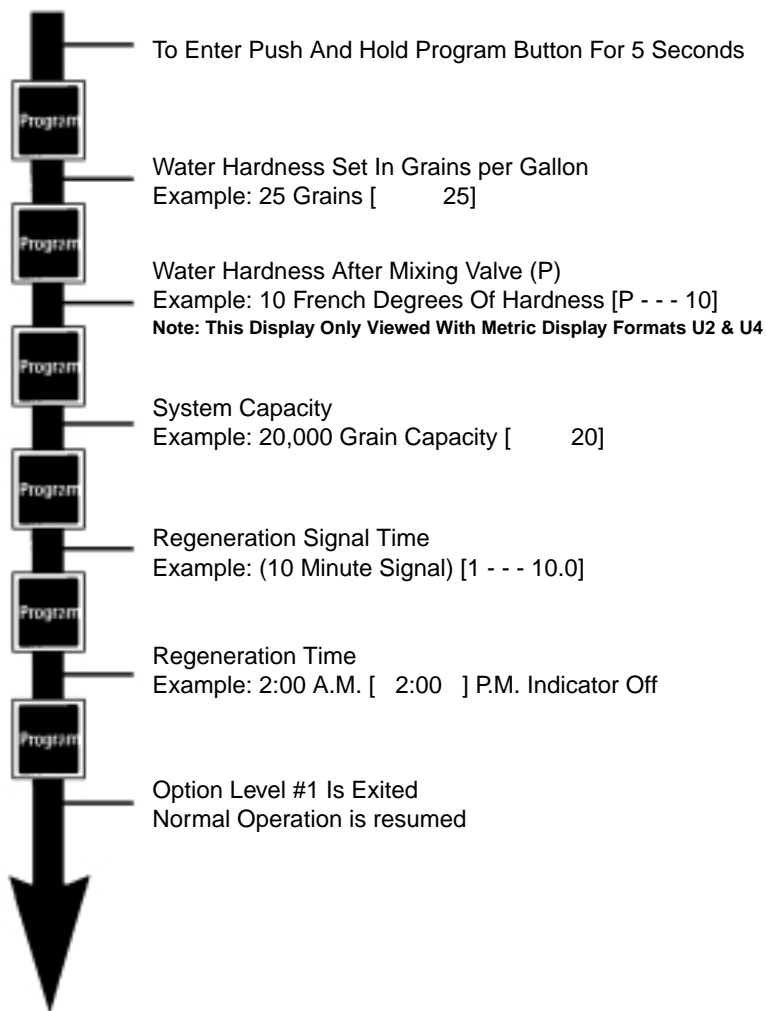 To Enter Push And Hold Program Button For 5 Seconds
Program
Water Hardness Set In Grains per Gallon
Example: 25 Grains [ 25]
Program
Water Hardness After Mixing Valve (P)
Example: 10 French Degrees Of Hardness [P - - - 10]
Note: This Display Only Viewed With Metric Display Formats U2 & U4
Program
System Capacity
Example: 20,000 Grain Capacity [ 20]
Program
Regeneration Signal Time
Example: (10 Minute Signal) [1 - - - 10.0]
Program
Regeneration Time
Example: 2:00 A.M. [ 2:00 ] P.M. Indicator Off
Program
Option Level #1 Is Exited
Normal Operation is resumed